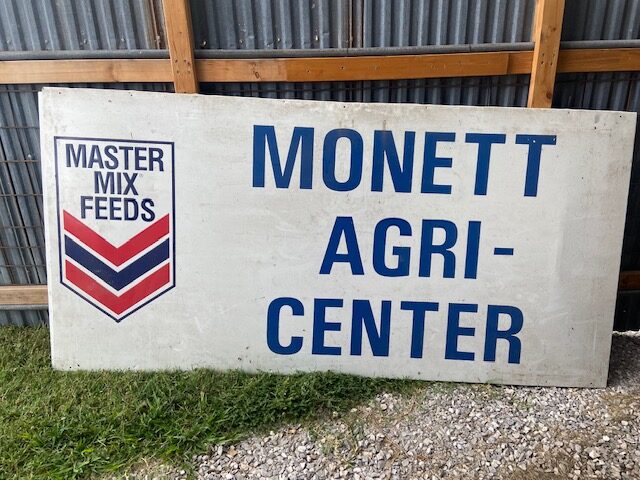 MASTER
MIX
FEEDS
MONETT
AGRI-
CENTER